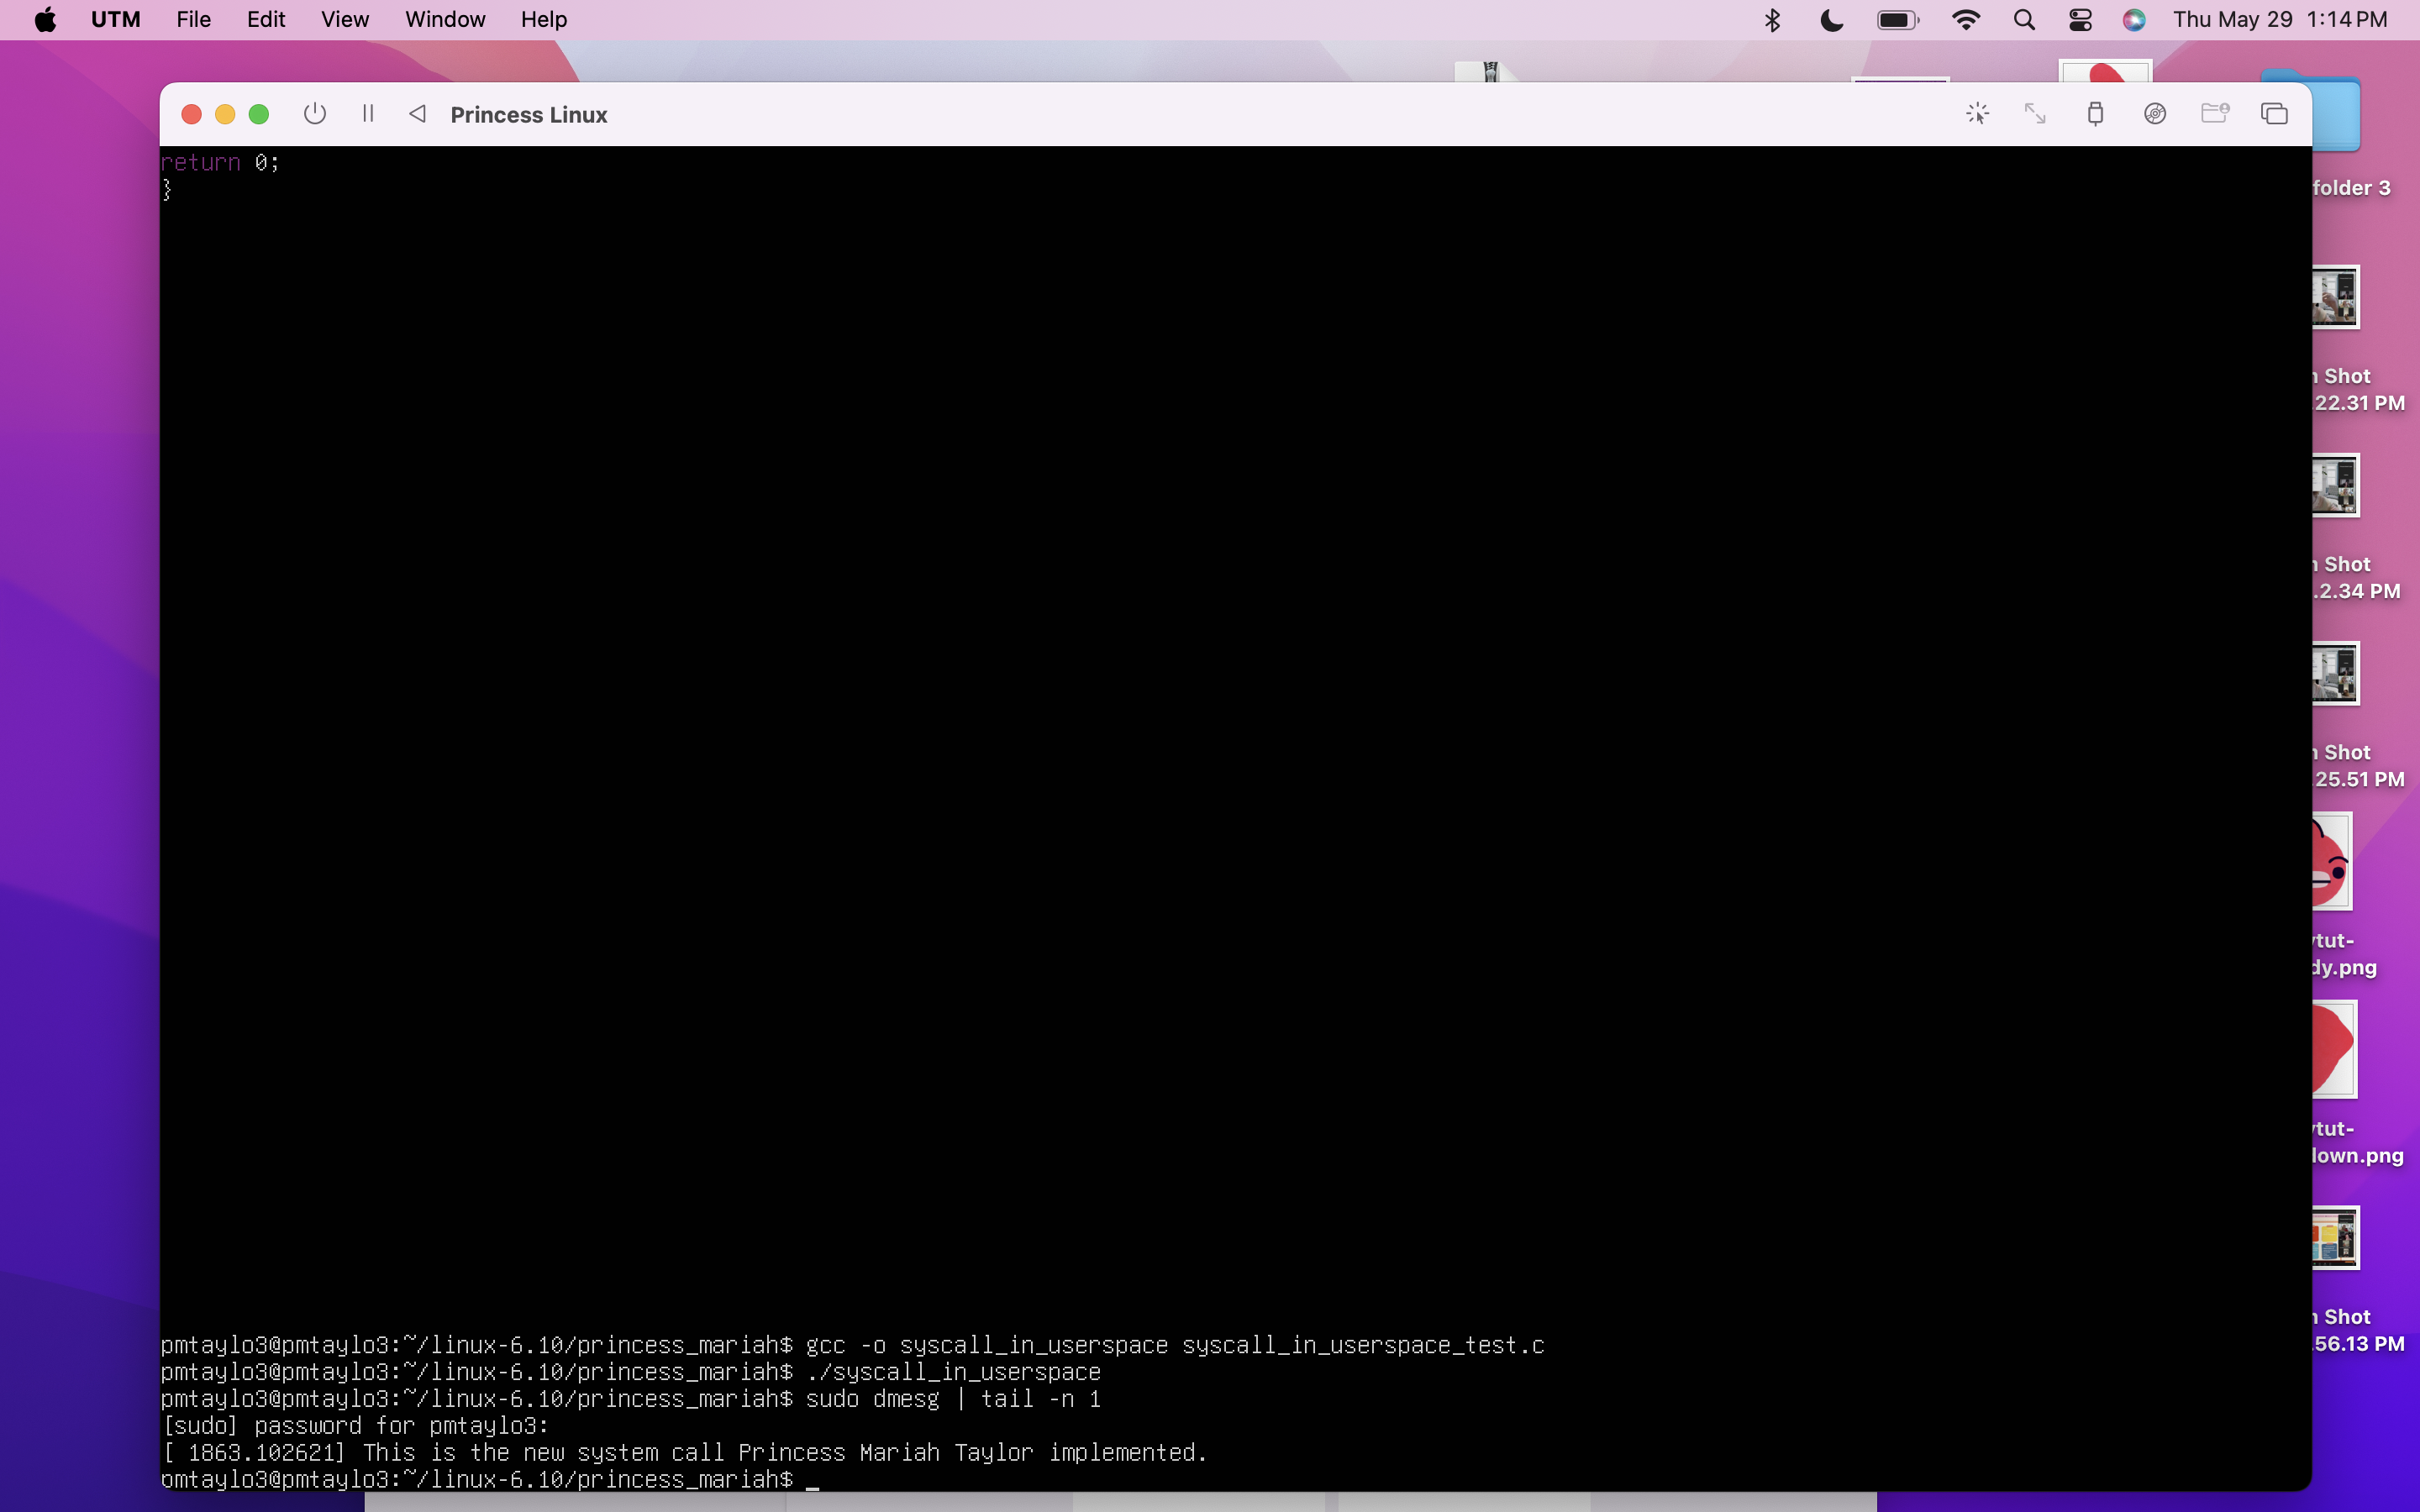 UTM File Edit View Window Help Thu May 29 1:14 PM
Princess Linux
return 0;
}
folder 3
Shot
22.31 PM
Shot
2.34 PM
Shot
25.51 PM
tut-
dy.png
tut-
down.png
Shot
56.13 PM
pmtaylo3@pmtaylo3:~/linux-6.10/princess_mariah$ gcc -o syscall_in_userspace syscall_in_userspace_test.c
pmtaylo3@pmtaylo3:~/linux-6.10/princess_mariah$ ./syscall_in_userspace
pmtaylo3@pmtaylo3:~/linux-6.10/princess_mariah$ sudo dmesg | tail -n 1
[sudo] password for pmtaylo3:
[ 1863.102621] This is the new system call Princess Mariah Taylor implemented.
pmtaylo3@pmtaylo3:~/linux-6.10/princess_mariah$ _